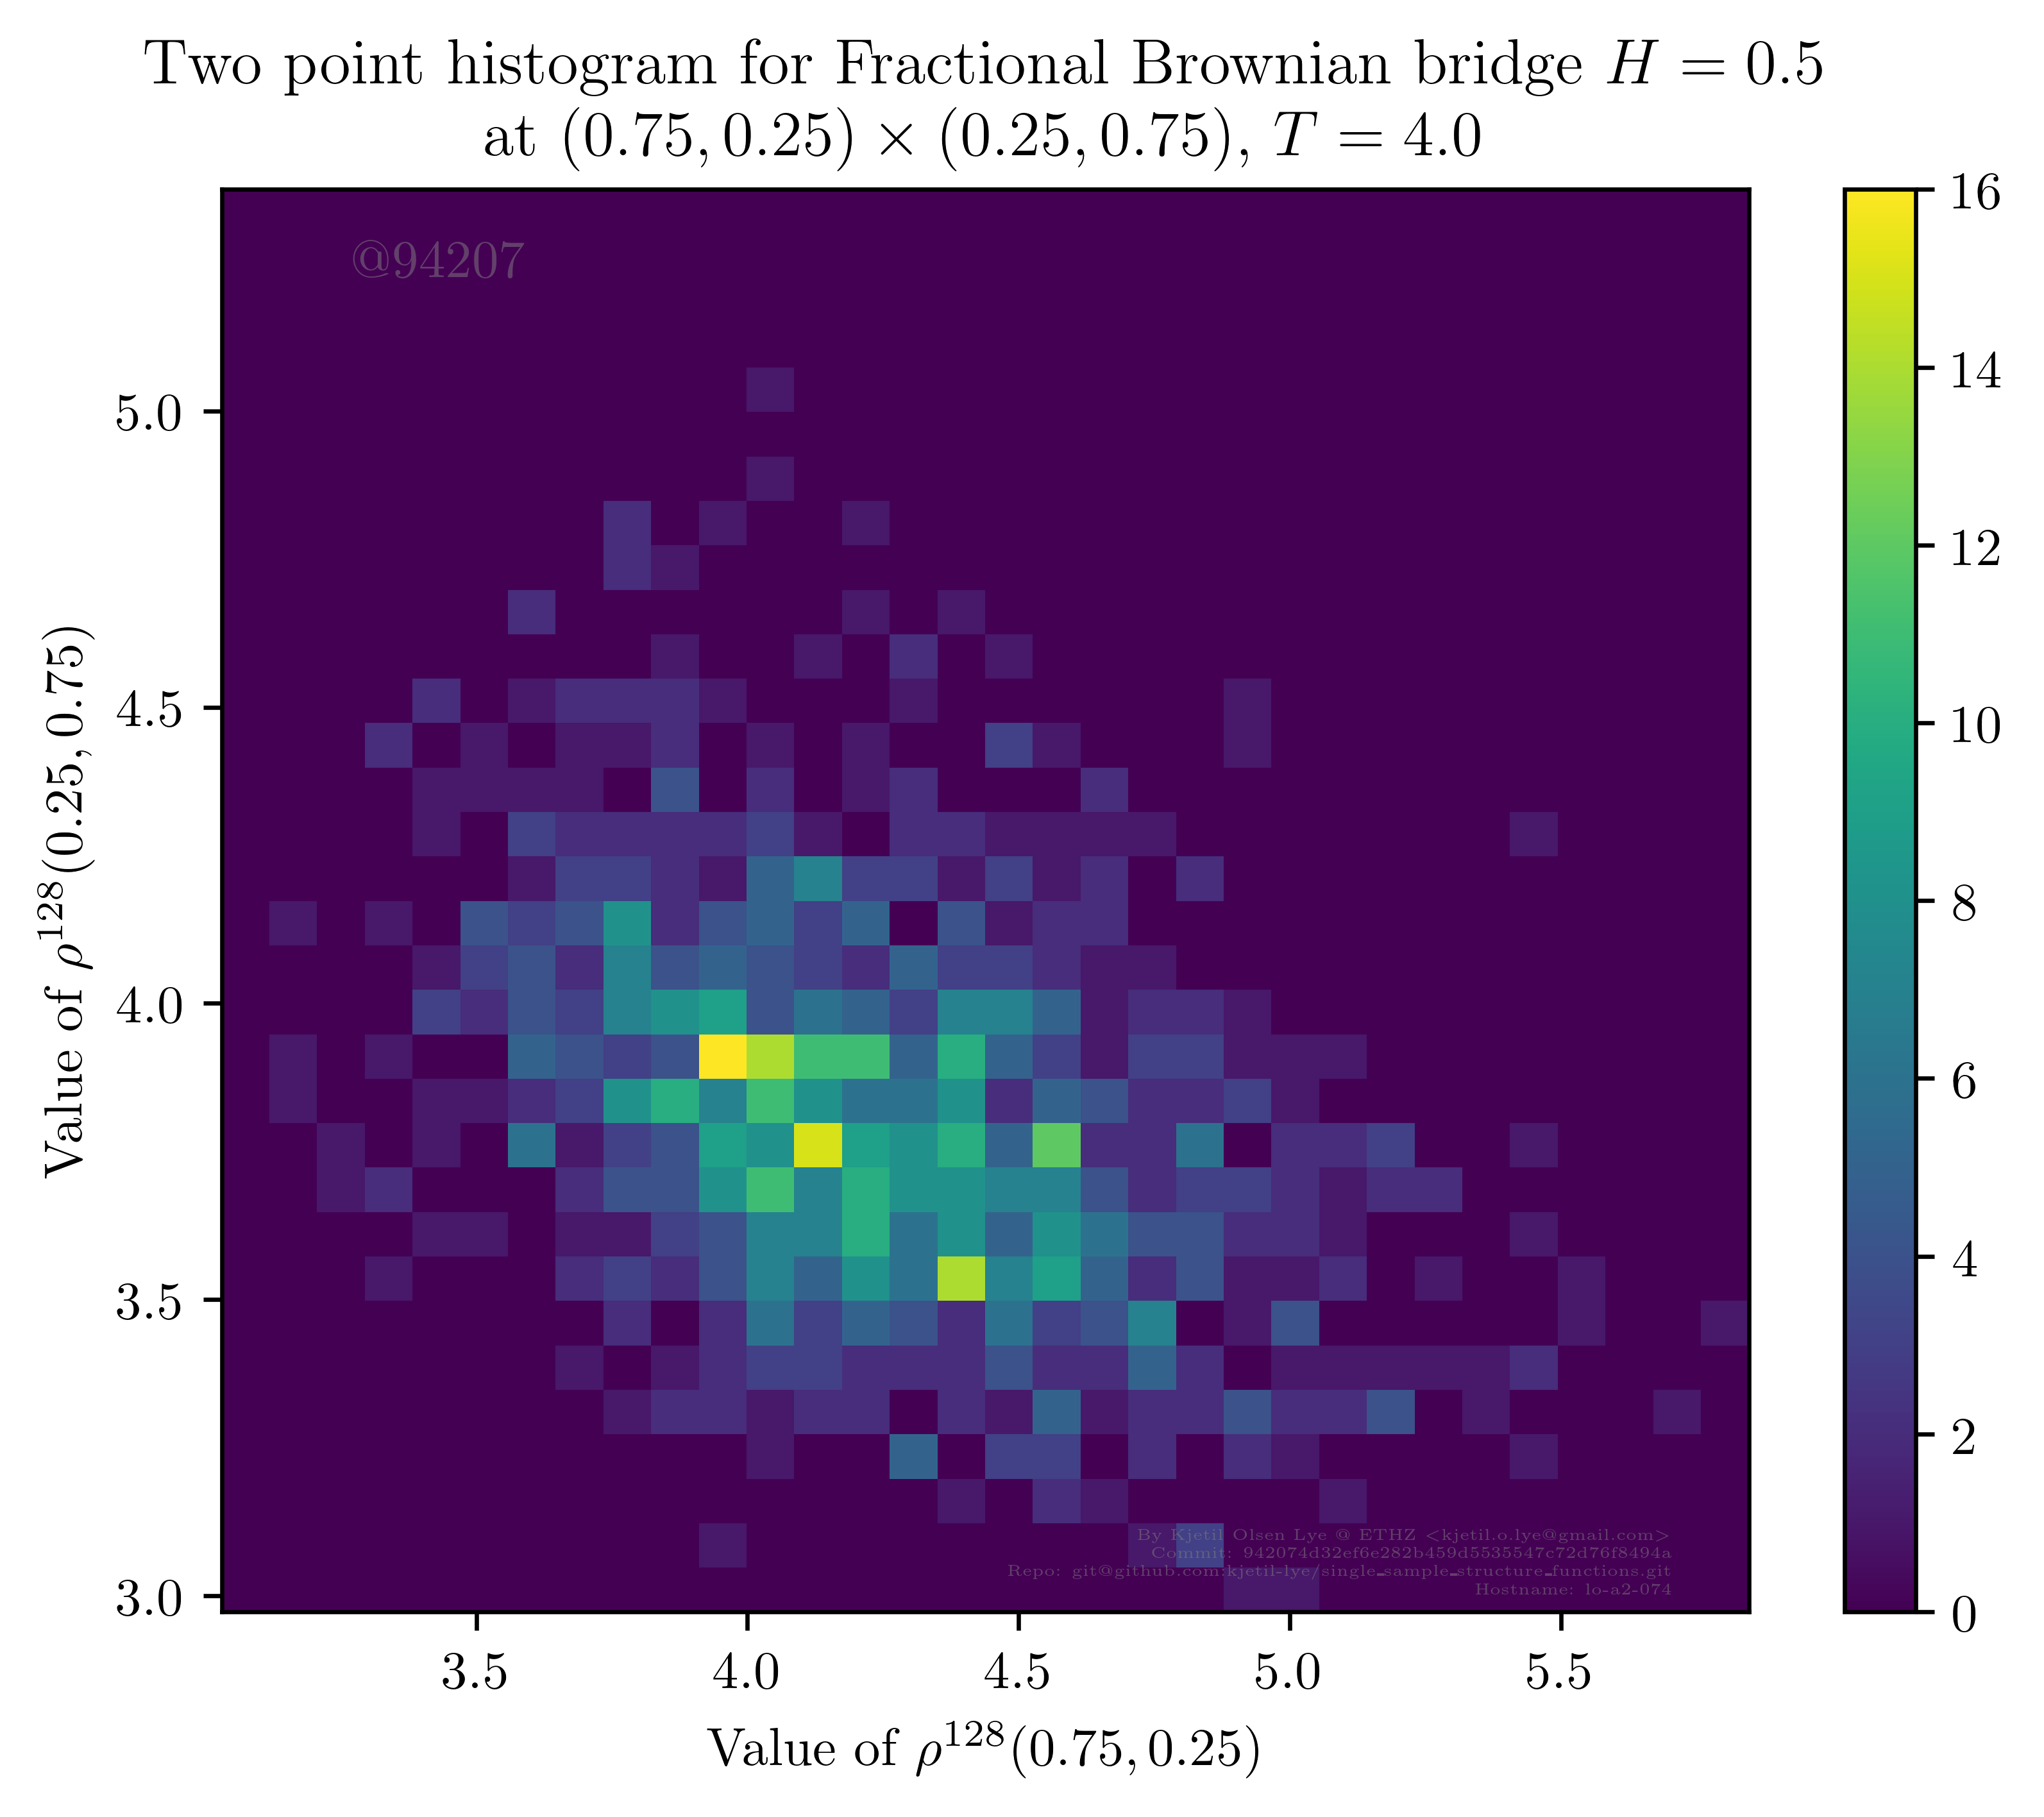 Two point histogram for Fractional Brownian bridge H = 0.5
at (0.75, 0.25) × (0.25, 0.75), T = 4.0
@94207
16
14
12
10
8
6
4
2
0
5.0
4.5
4.0
3.5
3.0
Value of ρ^128(0.25, 0.75)
By Kjetil Olsen Lye @ ETHZ <kjetil.o.lye@gmail.com>
Commit: 942074d32ef6e282b459d5535547c72d76f8494a
Repo: git@github.com:kjetil-lye/single_sample_structure_functions.git
Hostname: lo-a2-074
3.5 4.0 4.5 5.0 5.5
Value of ρ^128(0.75, 0.25)